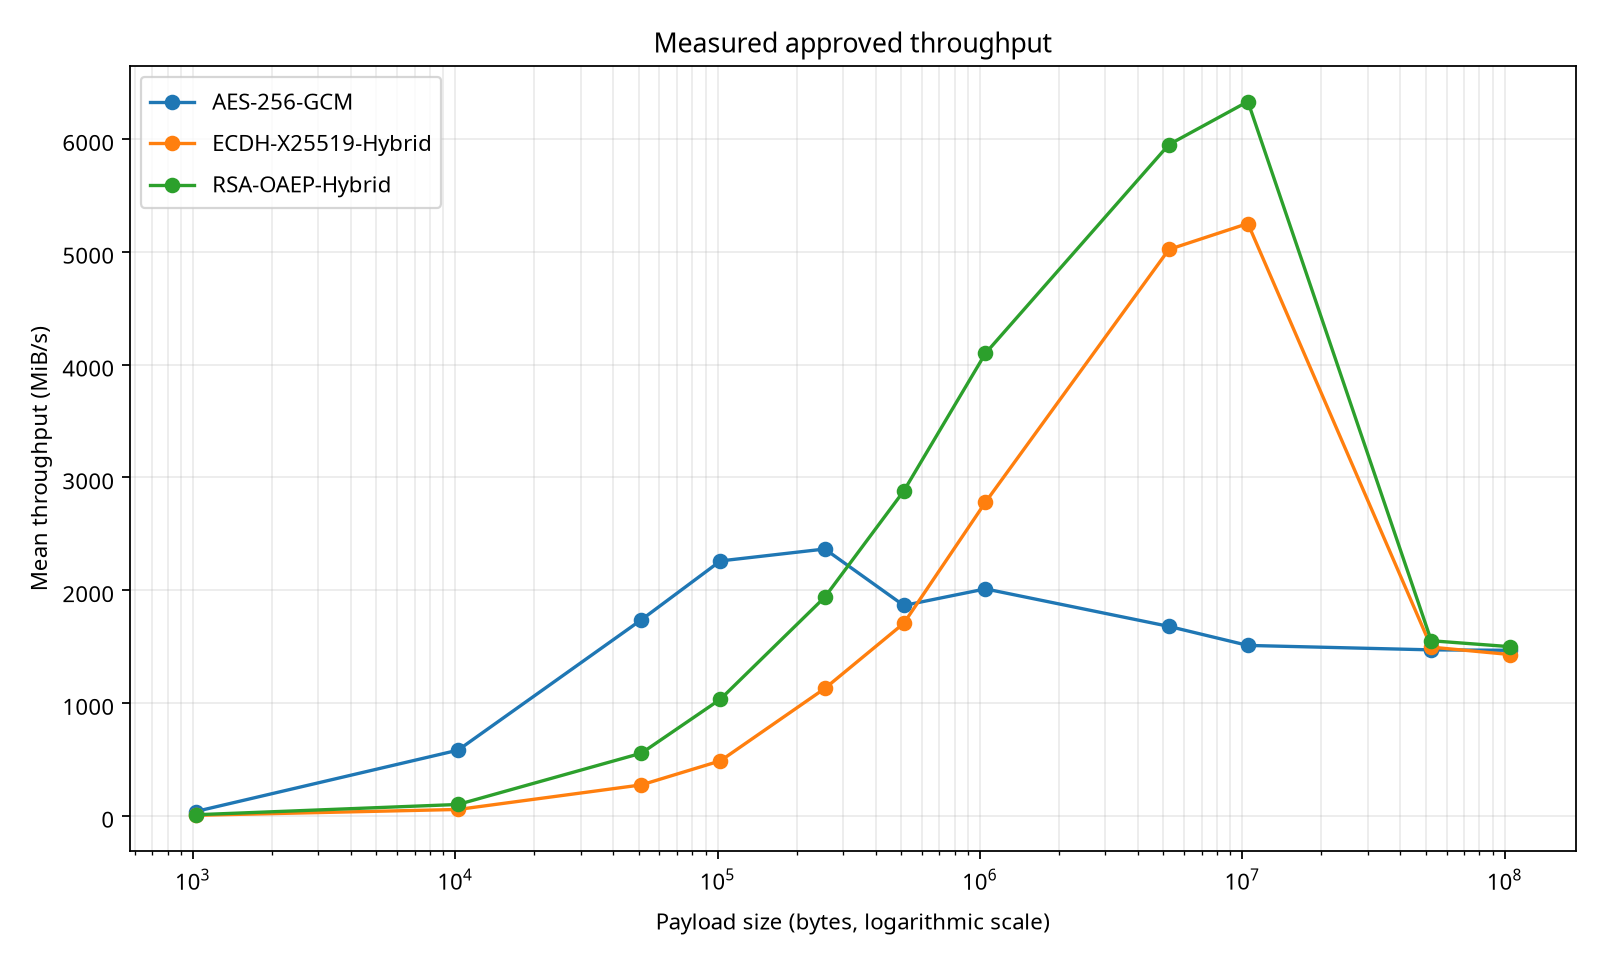 Measured approved throughput
AES-256-GCM
ECDH-X25519-Hybrid
RSA-OAEP-Hybrid
Mean throughput (MiB/s)
6000
5000
4000
3000
2000
1000
0
10³ 10⁴ 10⁵ 10⁶ 10⁷ 10⁸
Payload size (bytes, logarithmic scale)